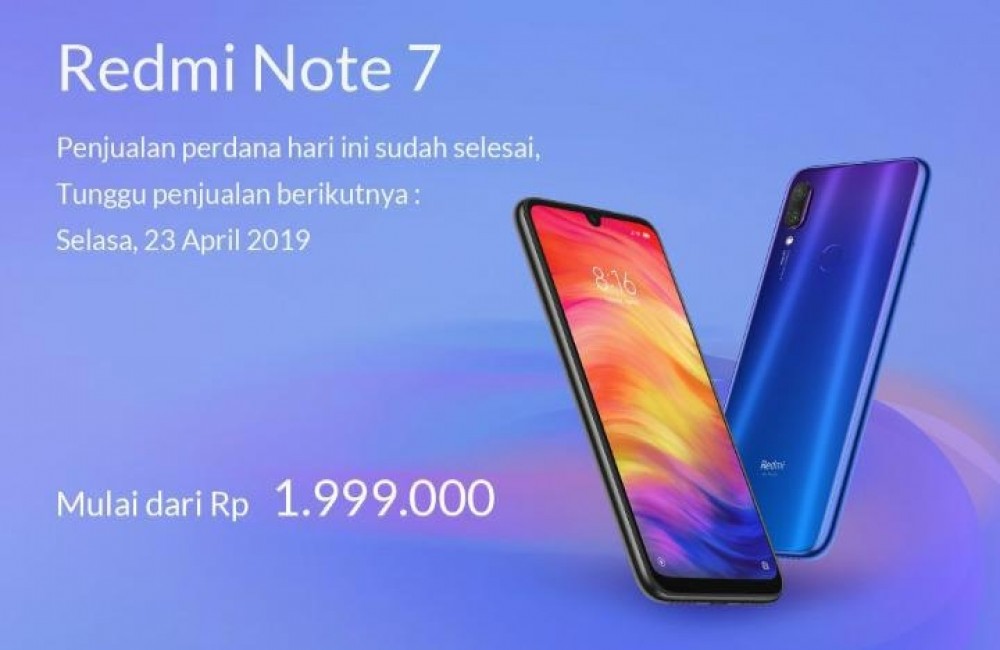 Redmi Note 7
Penjualan perdana hari ini sudah selesai,
Tunggu penjualan berikutnya :
Selasa, 23 April 2019
8:16
Redmi
Mulai dari Rp 1.999.000